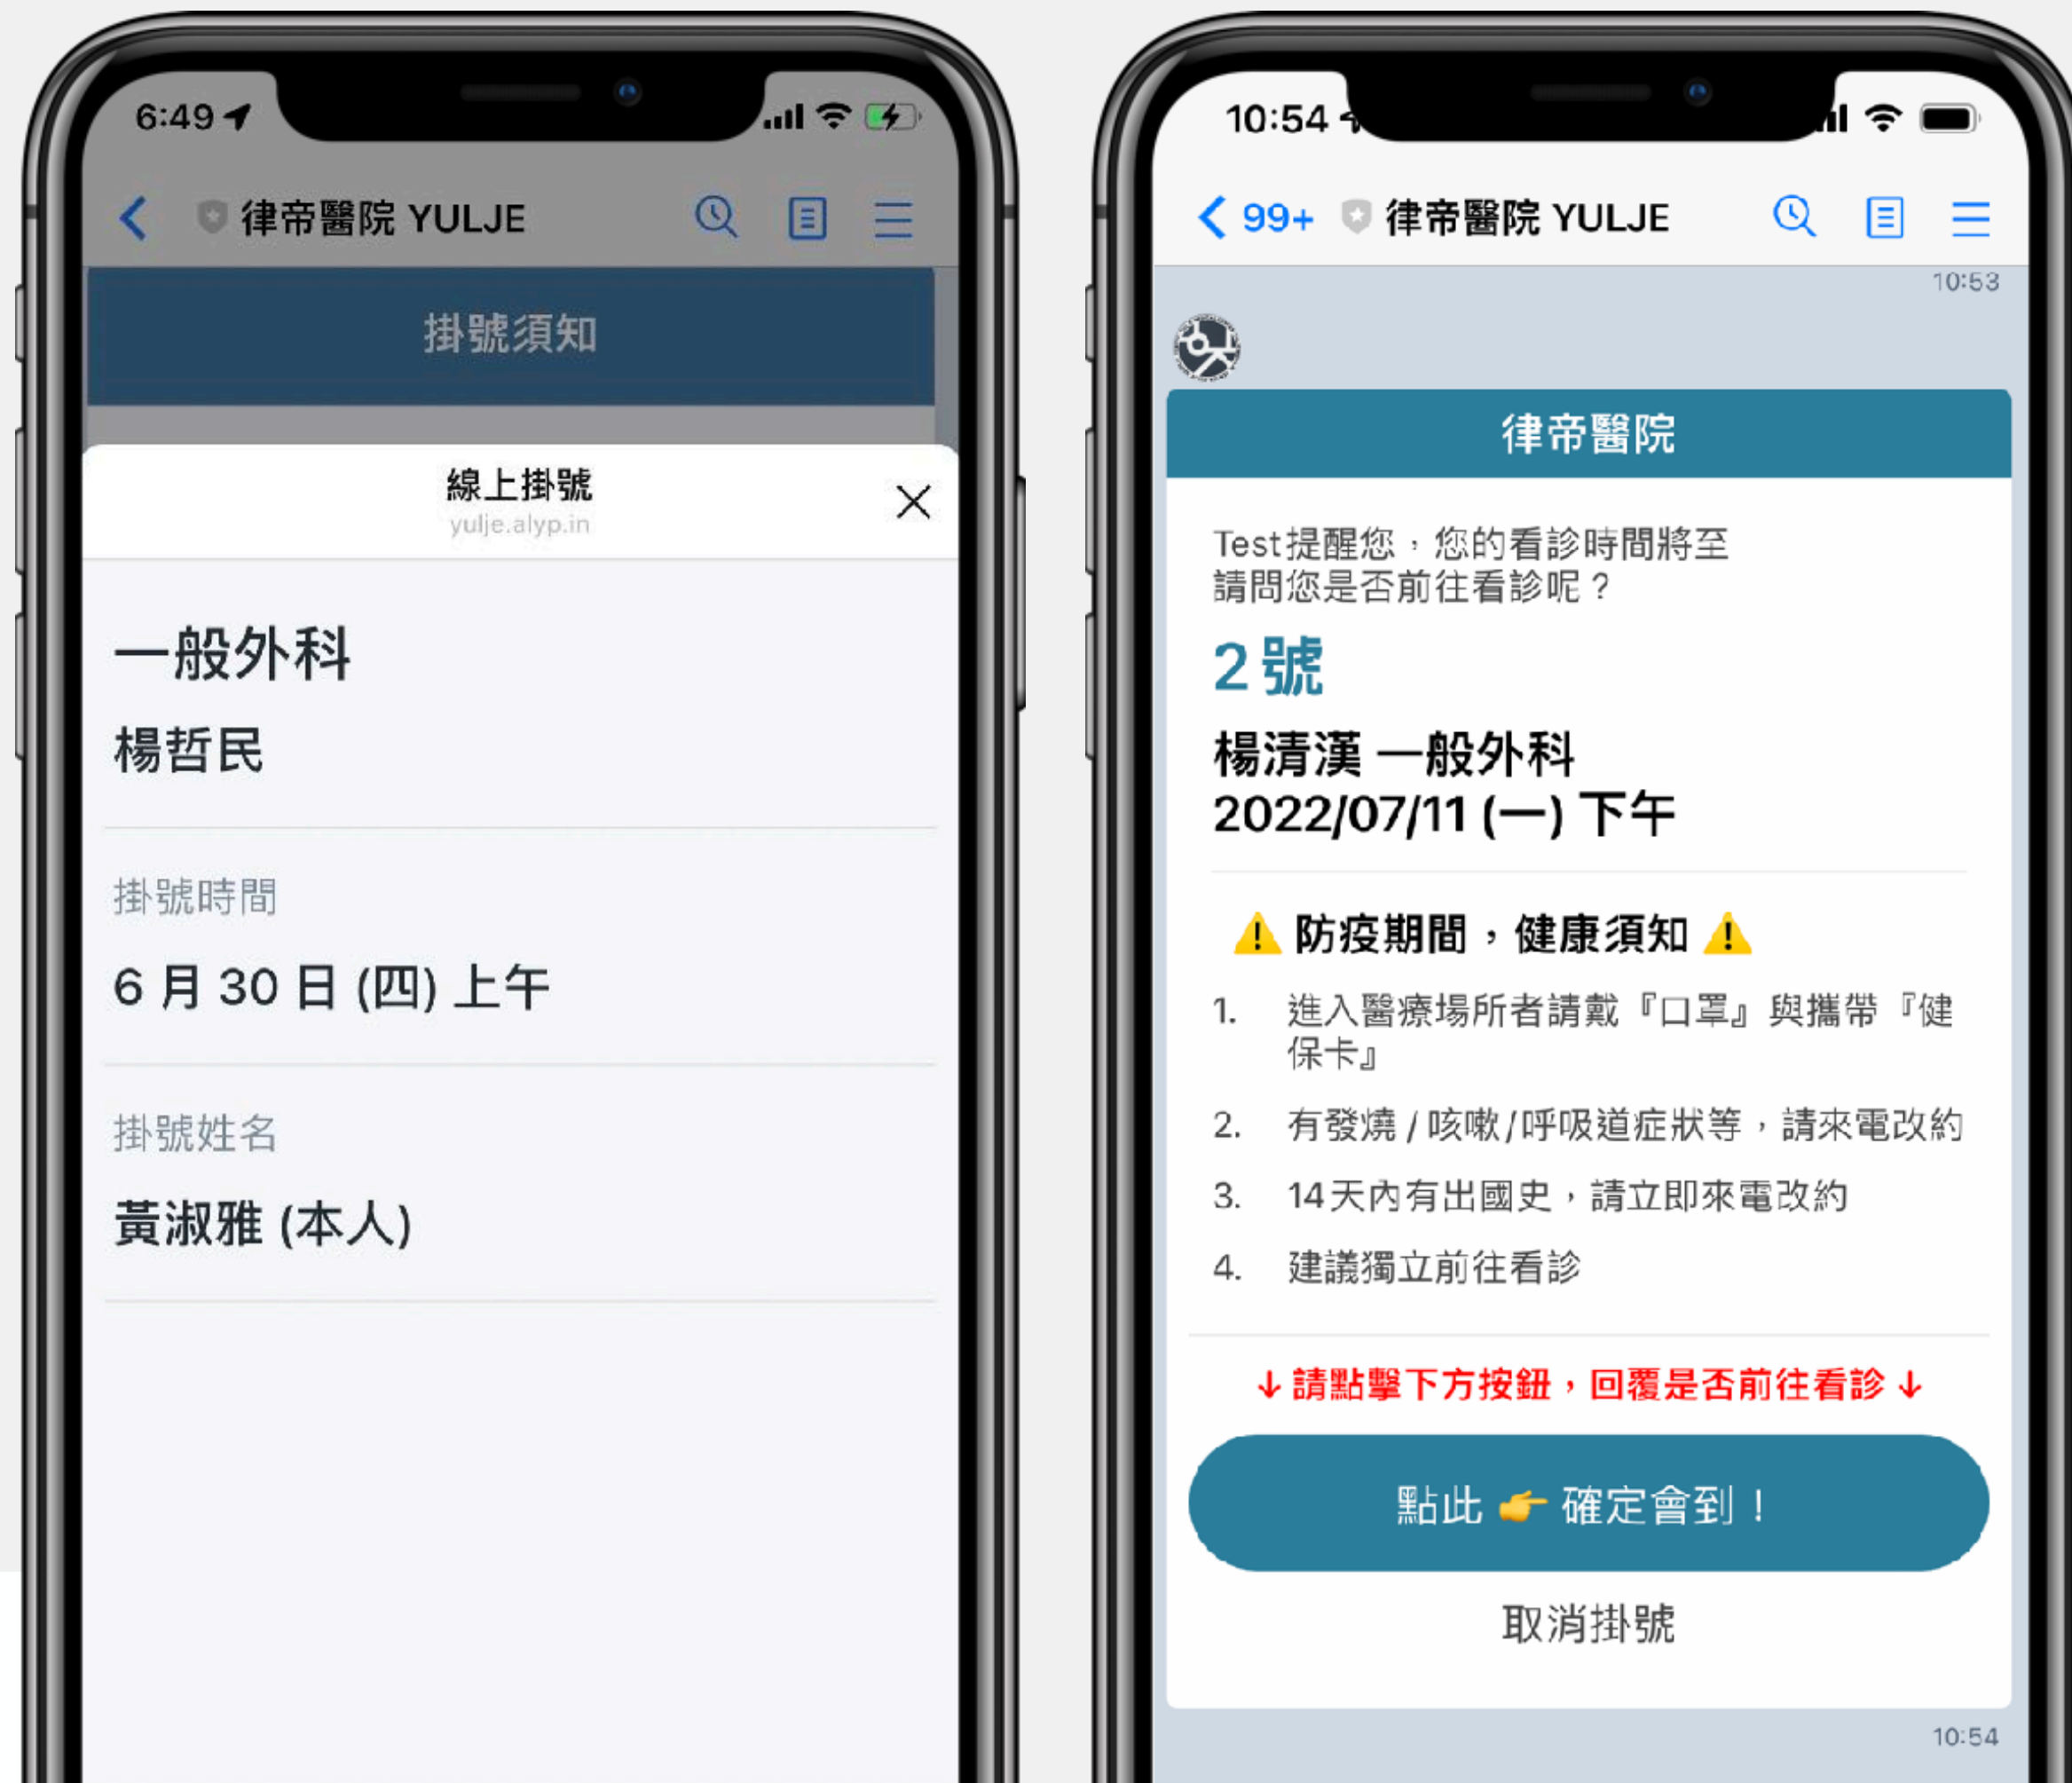 6:49
律帝醫院 YULJE
掛號須知
線上掛號
yulje.alyp.in
一般外科
楊哲民
掛號時間
6 月 30 日 (四) 上午
掛號姓名
黃淑雅 (本人)
10:54
99+ 律帝醫院 YULJE
10:53
律帝醫院
Test提醒您，您的看診時間將至
請問您是否前往看診呢？
2號
楊清漢 一般外科
2022/07/11 (一) 下午
⚠️ 防疫期間，健康須知 ⚠️
1. 進入醫療場所者請戴『口罩』與攜帶『健
保卡』
2. 有發燒 / 咳嗽/呼吸道症狀等，請來電改約
3. 14天內有出國史，請立即來電改約
4. 建議獨立前往看診
↓請點擊下方按鈕，回覆是否前往看診↓
點此 👉 確定會到！
取消掛號
10:54